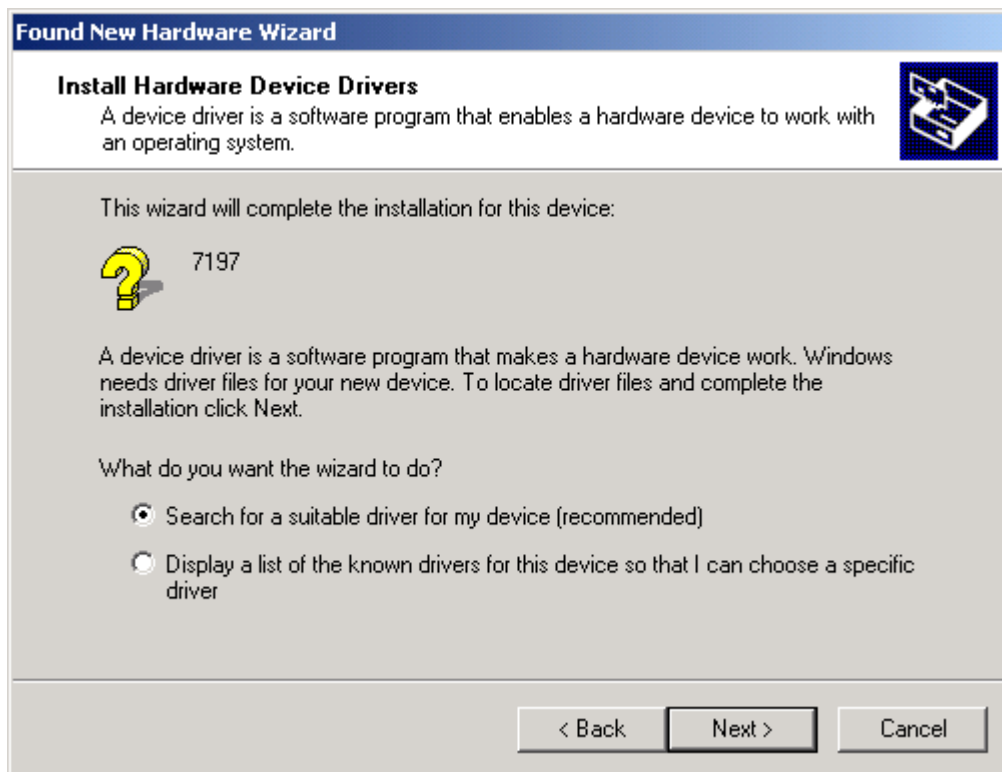 Found New Hardware Wizard
Install Hardware Device Drivers
A device driver is a software program that enables a hardware device to work with
an operating system.
This wizard will complete the installation for this device:
7197
A device driver is a software program that makes a hardware device work. Windows
needs driver files for your new device. To locate driver files and complete the
installation click Next.
What do you want the wizard to do?
Search for a suitable driver for my device (recommended)
Display a list of the known drivers for this device so that I can choose a specific
driver
< Back
Next >
Cancel